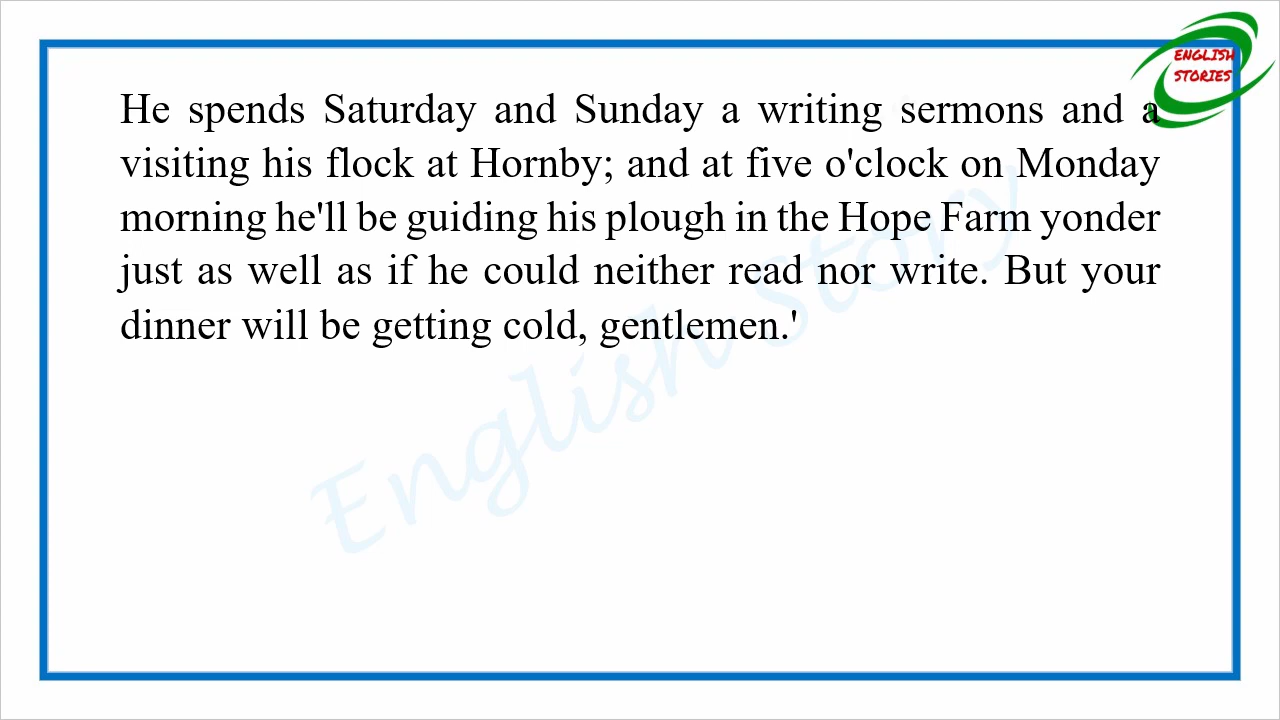 ENGLISH
STORIES
He spends Saturday and Sunday a writing sermons and a
visiting his flock at Hornby; and at five o'clock on Monday
morning he'll be guiding his plough in the Hope Farm yonder
just as well as if he could neither read nor write. But your
dinner will be getting cold, gentlemen.'
English Story